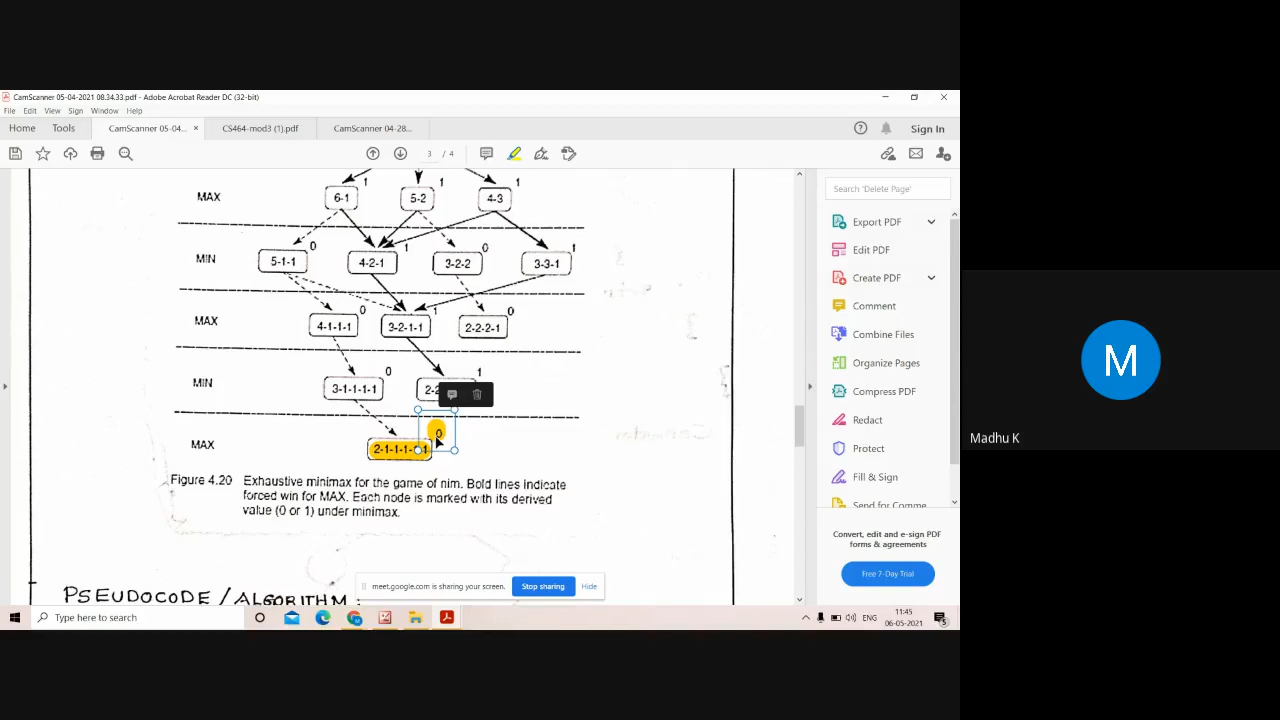 CamScanner 05-04-2021 08.34.33.pdf - Adobe Acrobat Reader DC (32-bit)
File Edit View Sign Window Help
Home Tools CamScanner 05-04... × CS464-mod3 (1).pdf CamScanner 04-28... Sign In
3 / 4
MAX 6-1 1 5-2 1 4-3 1
MIN 5-1-1 0 4-2-1 1 3-2-2 0 3-3-1 1
MAX 4-1-1-1 0 3-2-1-1 1 2-2-2-1 0
MIN 3-1-1-1-1 0 1
MAX 2-1-1-1- 1 0
Figure 4.20 Exhaustive minimax for the game of nim. Bold lines indicate
forced win for MAX. Each node is marked with its derived
value (0 or 1) under minimax.
PSEUDOCODE / ALGORITHM
meet.google.com is sharing your screen. Stop sharing Hide
Search 'Delete Page'
Export PDF
Edit PDF
Create PDF
Comment
Combine Files
Organize Pages
Compress PDF
Redact
Protect
Fill & Sign
Send for Comme
Convert, edit and e-sign PDF
forms & agreements
Free 7-Day Trial
Type here to search
ENG
11:45
06-05-2021
5
M
Madhu K